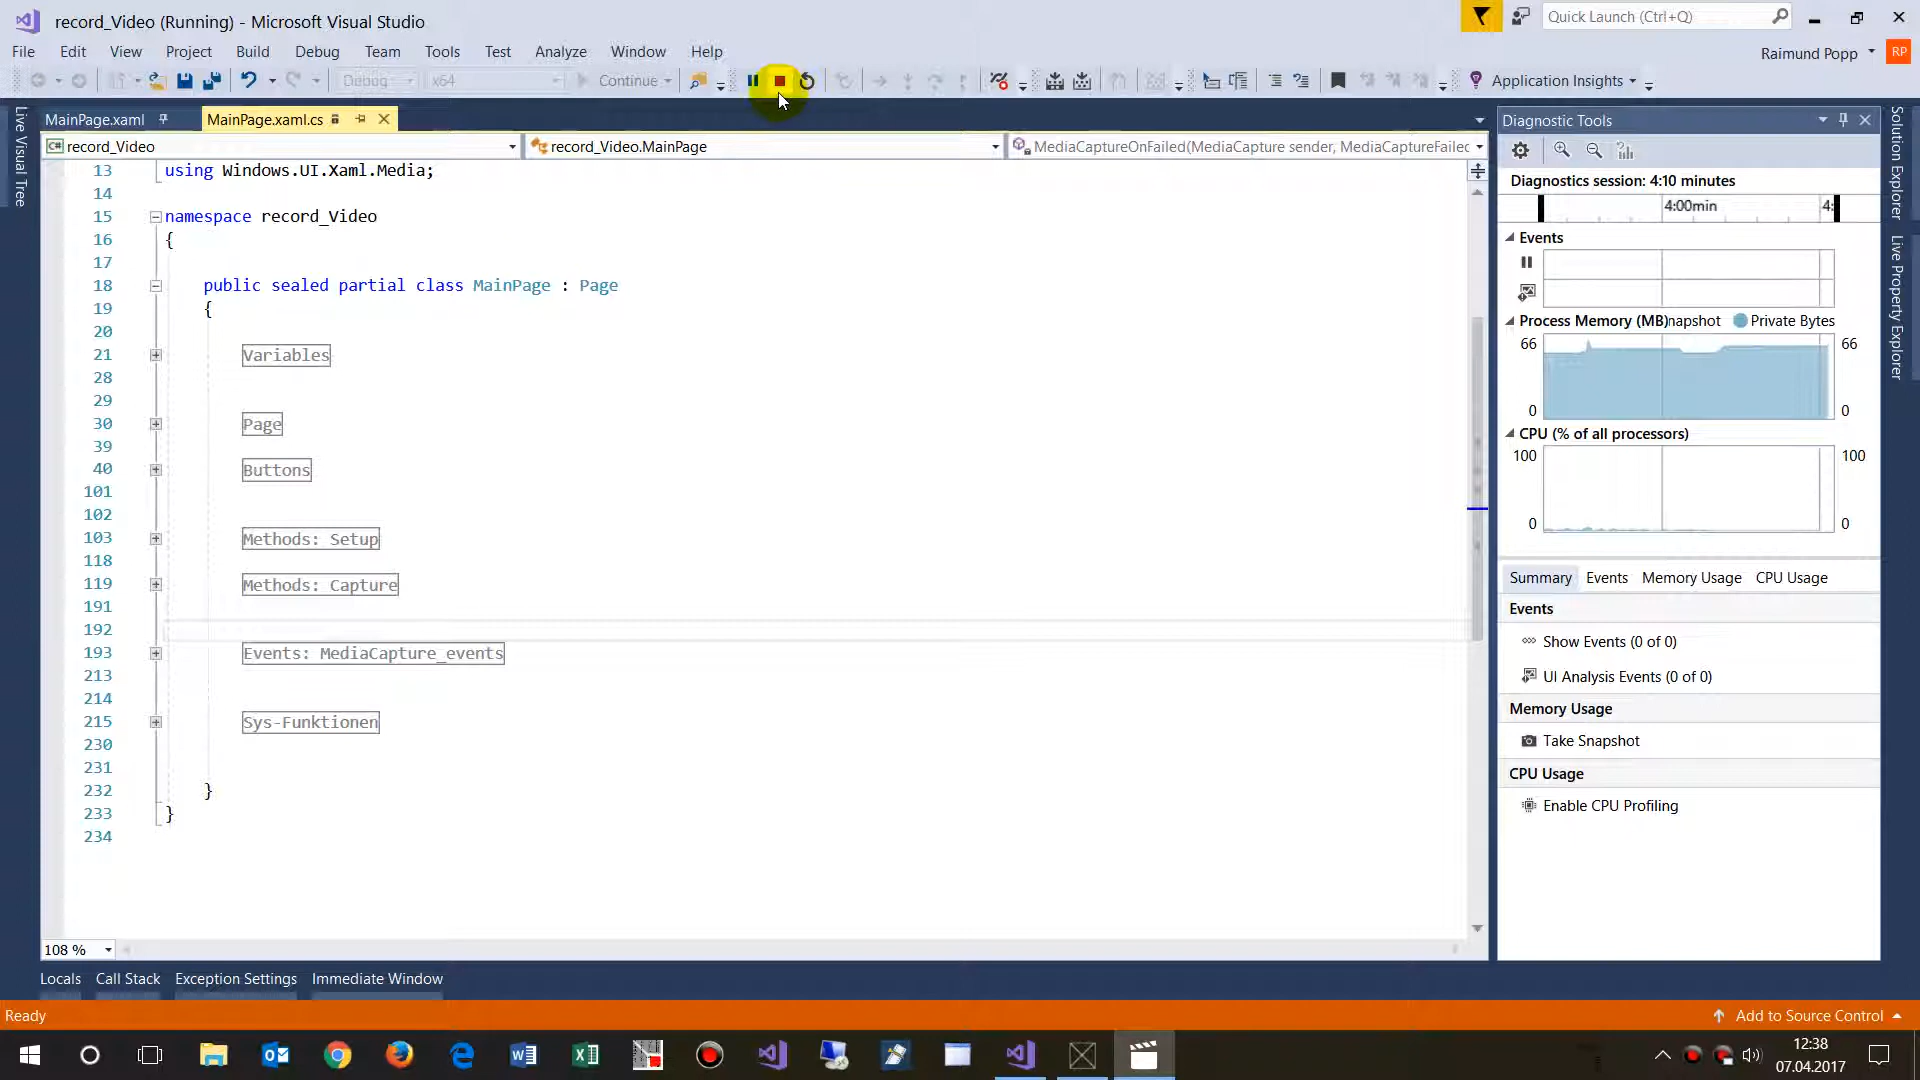 record_Video (Running) - Microsoft Visual Studio
Quick Launch (Ctrl+Q)
File Edit View Project Build Debug Team Tools Test Analyze Window Help
Raimund Popp
RP
Debug x64 Continue Application Insights
Live Visual Tree
MainPage.xaml MainPage.xaml.cs
record_Video record_Video.MainPage MediaCaptureOnFailed(MediaCapture sender, MediaCaptureFailec
13 using Windows.UI.Xaml.Media;
14
15 namespace record_Video
16 {
17
18 public sealed partial class MainPage : Page
19 {
20
21 Variables
28
29
30 Page
39
40 Buttons
101
102
103 Methods: Setup
118
119 Methods: Capture
191
192
193 Events: MediaCapture_events
213
214
215 Sys-Funktionen
230
231
232 }
233 }
234
108 %
Diagnostic Tools
Diagnostics session: 4:10 minutes
4:00min 4:
Events
Process Memory (MB) napshot Private Bytes
66 66
0 0
CPU (% of all processors)
100 100
0 0
Summary Events Memory Usage CPU Usage
Events
Show Events (0 of 0)
UI Analysis Events (0 of 0)
Memory Usage
Take Snapshot
CPU Usage
Enable CPU Profiling
Solution Explorer
Live Property Explorer
Locals Call Stack Exception Settings Immediate Window
Ready
Add to Source Control
12:38
07.04.2017